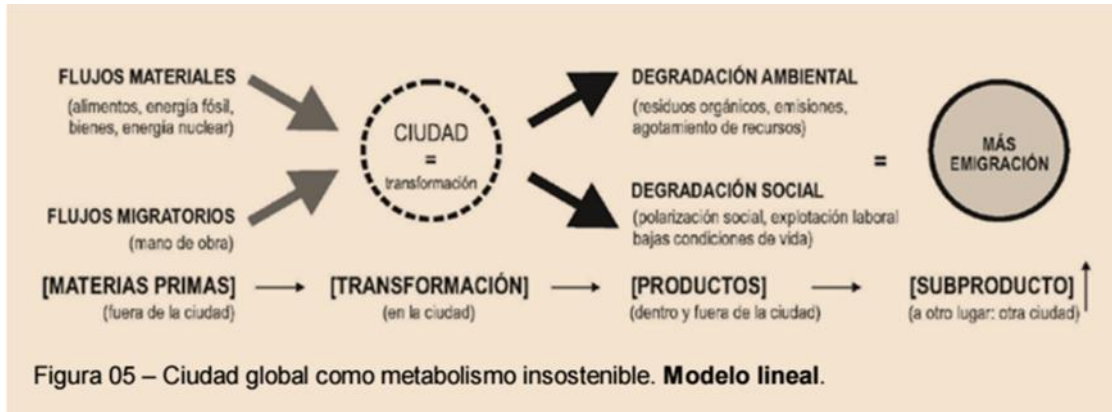 FLUJOS MATERIALES
(alimentos, energía fósil,
bienes, energía nuclear)
FLUJOS MIGRATORIOS
(mano de obra)
CIUDAD
=
transformación
DEGRADACIÓN AMBIENTAL
(residuos orgánicos, emisiones,
agotamiento de recursos)
DEGRADACIÓN SOCIAL
(polarización social, explotación laboral
bajas condiciones de vida)
=
MÁS
EMIGRACIÓN
[MATERIAS PRIMAS]
(fuera de la ciudad)
[TRANSFORMACIÓN]
(en la ciudad)
[PRODUCTOS]
(dentro y fuera de la ciudad)
[SUBPRODUCTO]
(a otro lugar: otra ciudad)
Figura 05 – Ciudad global como metabolismo insostenible. Modelo lineal.